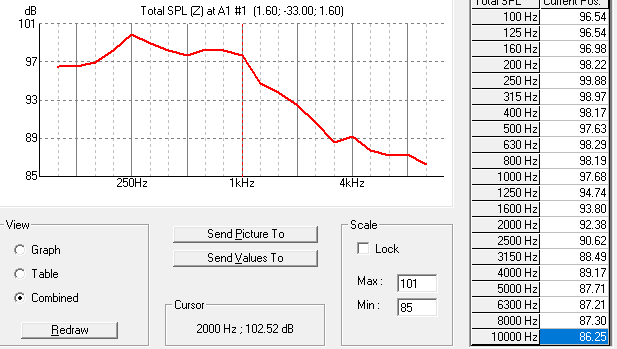 dB
Total SPL (Z) at A1 #1 (1.60; -33.00; 1.60)
101
97
93
89
85
250Hz
1kHz
4kHz
View
Graph
Table
Combined
Redraw
Send Picture To
Send Values To
Cursor
2000 Hz ; 102.52 dB
Scale
Lock
Max : 101
Min : 85
Total SPL Current Pos.
100 Hz 96.54
125 Hz 96.54
160 Hz 96.98
200 Hz 98.22
250 Hz 99.88
315 Hz 98.97
400 Hz 98.17
500 Hz 97.63
630 Hz 98.29
800 Hz 98.19
1000 Hz 97.68
1250 Hz 94.74
1600 Hz 93.80
2000 Hz 92.38
2500 Hz 90.62
3150 Hz 88.49
4000 Hz 89.17
5000 Hz 87.71
6300 Hz 87.21
8000 Hz 87.30
10000 Hz 86.25